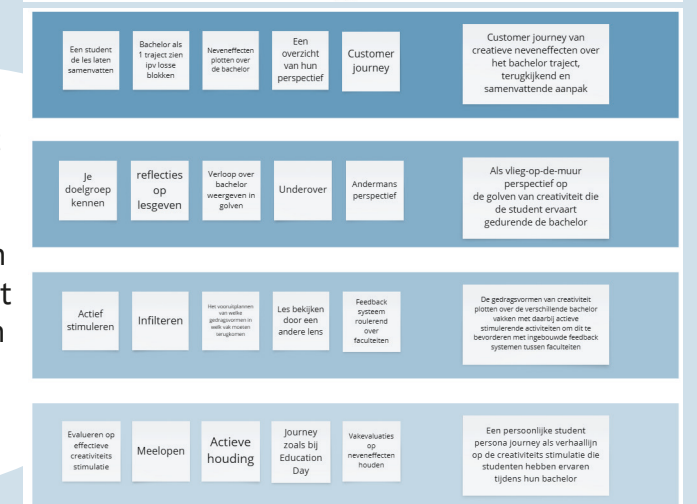 Een student
de les laten
samenvatten
Bachelor als
1 traject zien
ipv losse
blokken
Neveneffecten
plotten over
de bachelor
Een
overzicht
van hun
perspectief
Customer
journey
Customer journey van
creatieve neveneffecten over
het bachelor traject,
terugkijkend en
samenvattende aanpak
Je
doelgroep
kennen
reflecties
op
lesgeven
Verloop over
bachelor
weergeven in
golven
Underover
Andermans
perspectief
Als vlieg-op-de-muur
perspectief op
de golven van creativiteit die
de student ervaart
gedurende de bachelor
Actief
stimuleren
Infilteren
Het vooruitplannen
van welke
gedragsvormen in
welk vak moeten
terugkomen
Les bekijken
door een
andere lens
Feedback
systeem
roulerend
over
faculteiten
De gedragsvormen van creativiteit
plotten over de verschillende bachelor
vakken met daarbij actieve
stimulerende activiteiten om dit te
bevorderen met ingebouwde feedback
systemen tussen faculteiten
Evalueren op
effectieve
creativiteits
stimulatie
Meelopen
Actieve
houding
Journey
zoals bij
Education
Day
Vakevaluaties
op
neveneffecten
houden
Een persoonlijke student
persona journey als verhaallijn
op de creativiteits stimulatie die
studenten hebben ervaren
tijdens hun bachelor